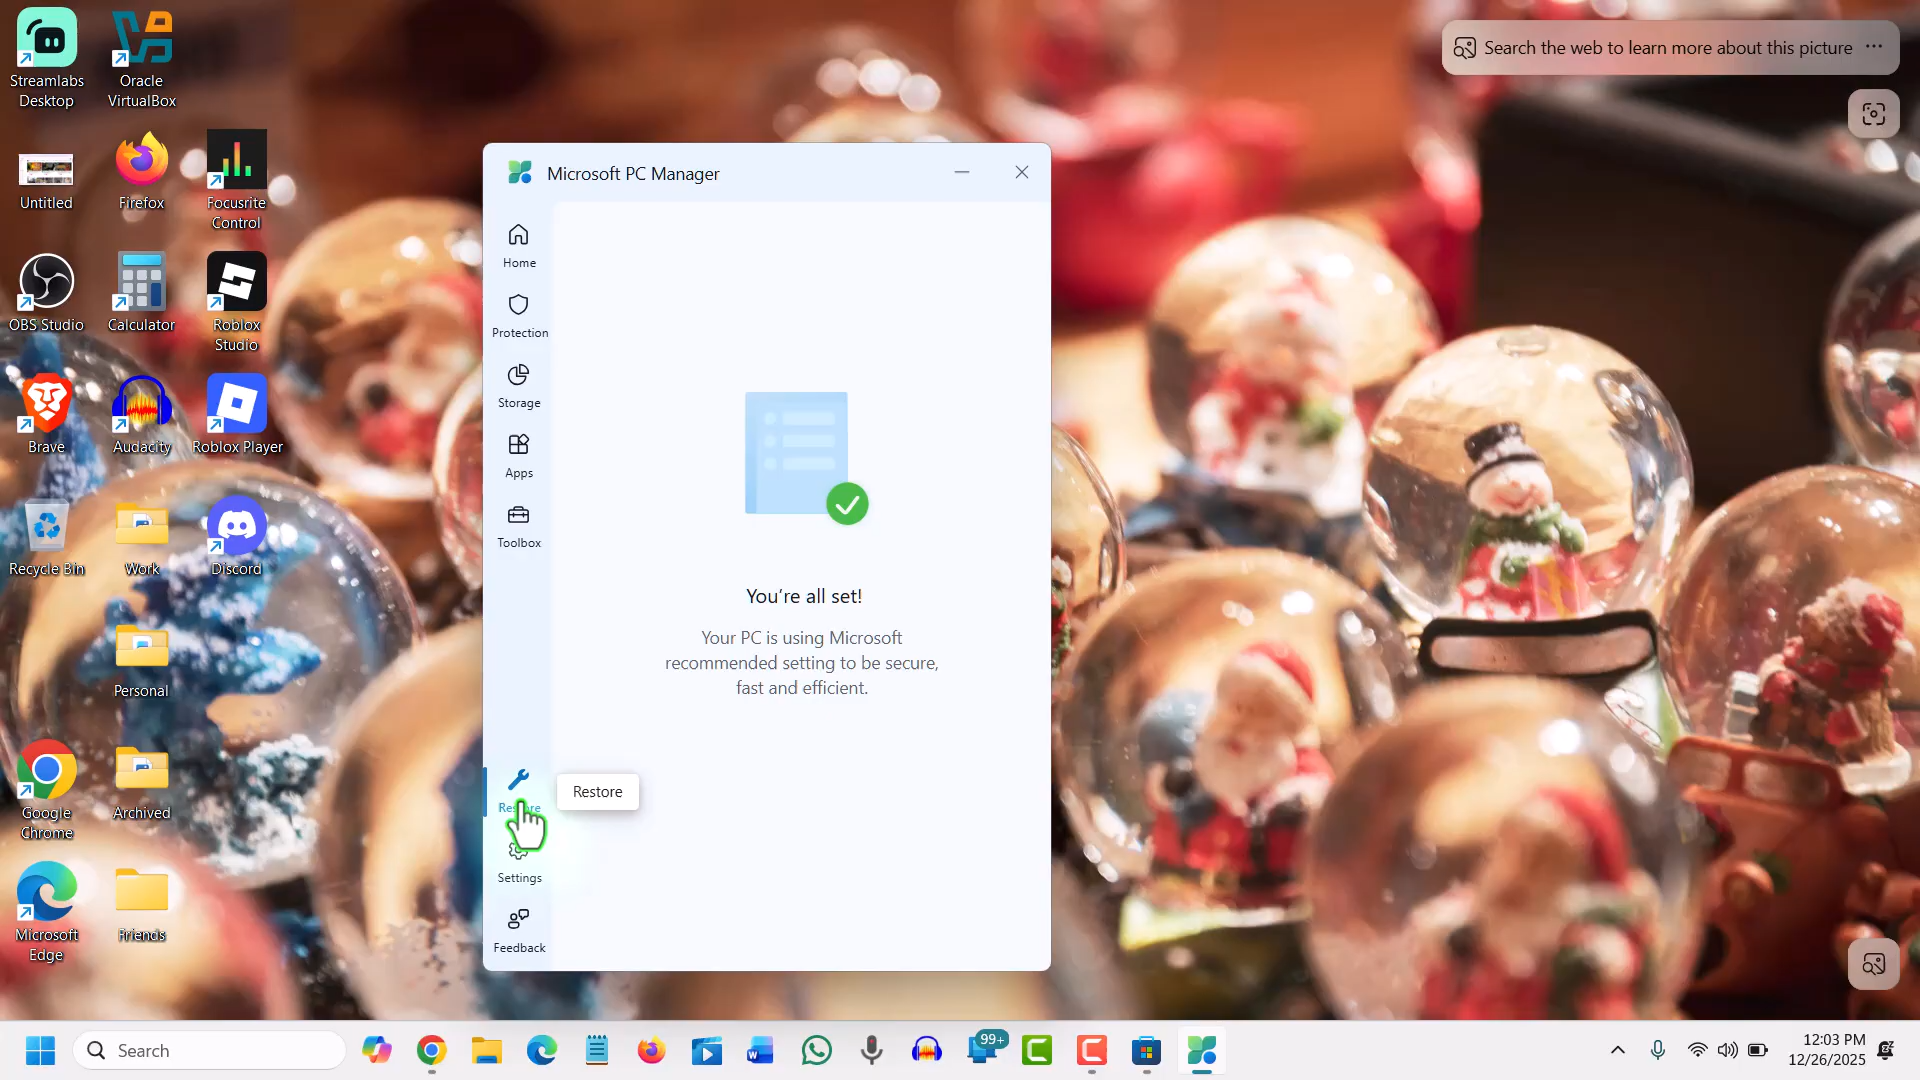 Streamlabs
Desktop
Oracle
VirtualBox
Untitled
Firefox
Focusrite
Control
OBS Studio
Calculator
Roblox
Studio
Brave
Audacity
Roblox Player
Recycle Bin
Work
Discord
Personal
Google
Chrome
Archived
Microsoft
Edge
Friends
Search the web to learn more about this picture
Microsoft PC Manager
Home
Protection
Storage
Apps
Toolbox
Restore
Settings
Feedback
Restore
You're all set!
Your PC is using Microsoft
recommended setting to be secure,
fast and efficient.
Search
99+
12:03 PM
12/26/2025